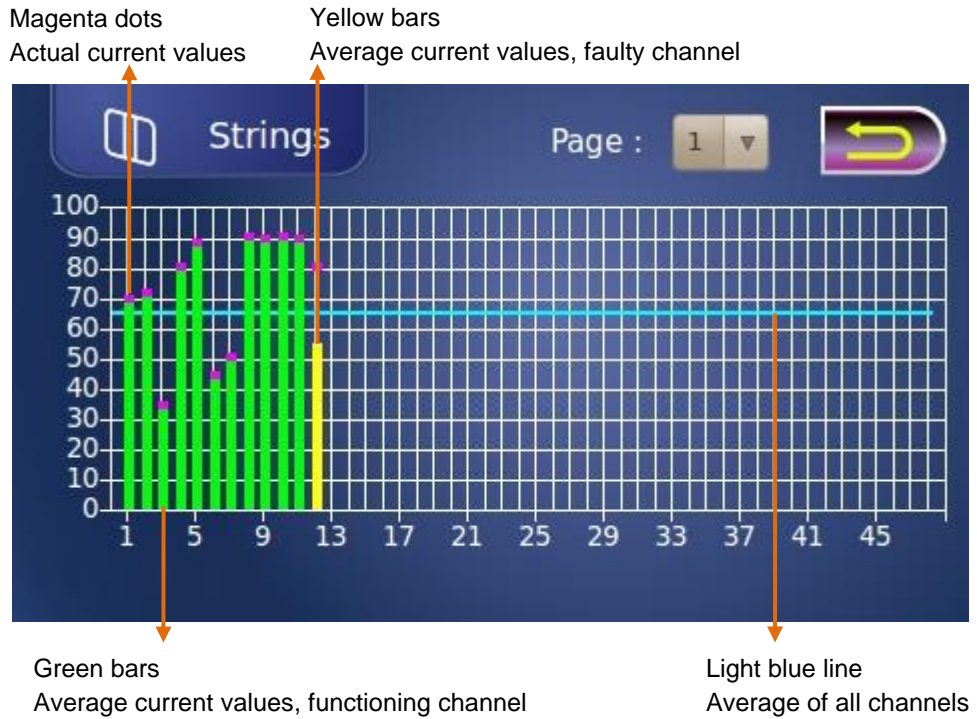 Magenta dots
Actual current values
Yellow bars
Average current values, faulty channel
Strings
Page :
1
100
90
80
70
60
50
40
30
20
10
0
1 5 9 13 17 21 25 29 33 37 41 45
Green bars
Average current values, functioning channel
Light blue line
Average of all channels